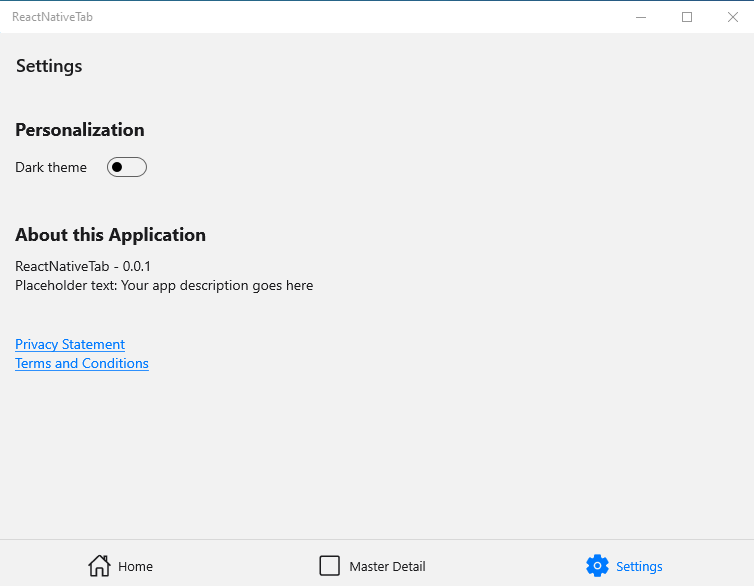 ReactNativeTab
Settings
Personalization
Dark theme
About this Application
ReactNativeTab - 0.0.1
Placeholder text: Your app description goes here
Privacy Statement
Terms and Conditions
Home
Master Detail
Settings